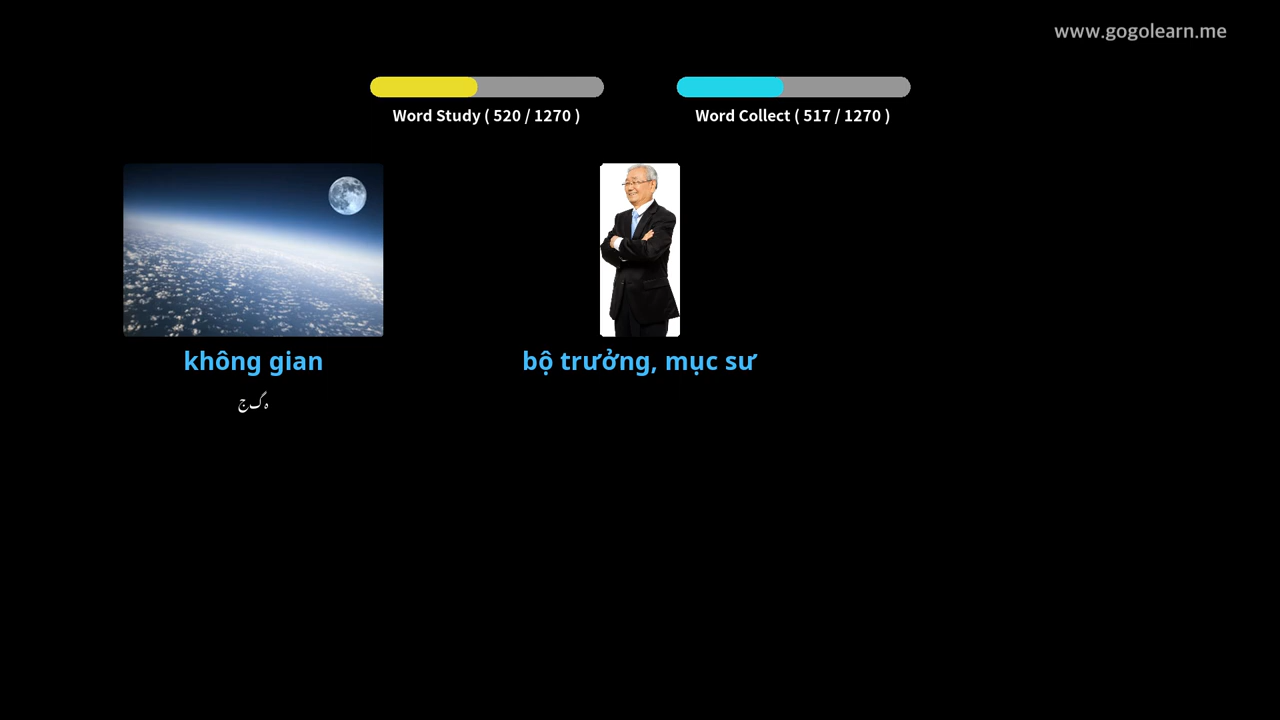 www.gogolearn.me
Word Study ( 520 / 1270 )
Word Collect ( 517 / 1270 )
không gian
bộ trưởng, mục sư
جگہ